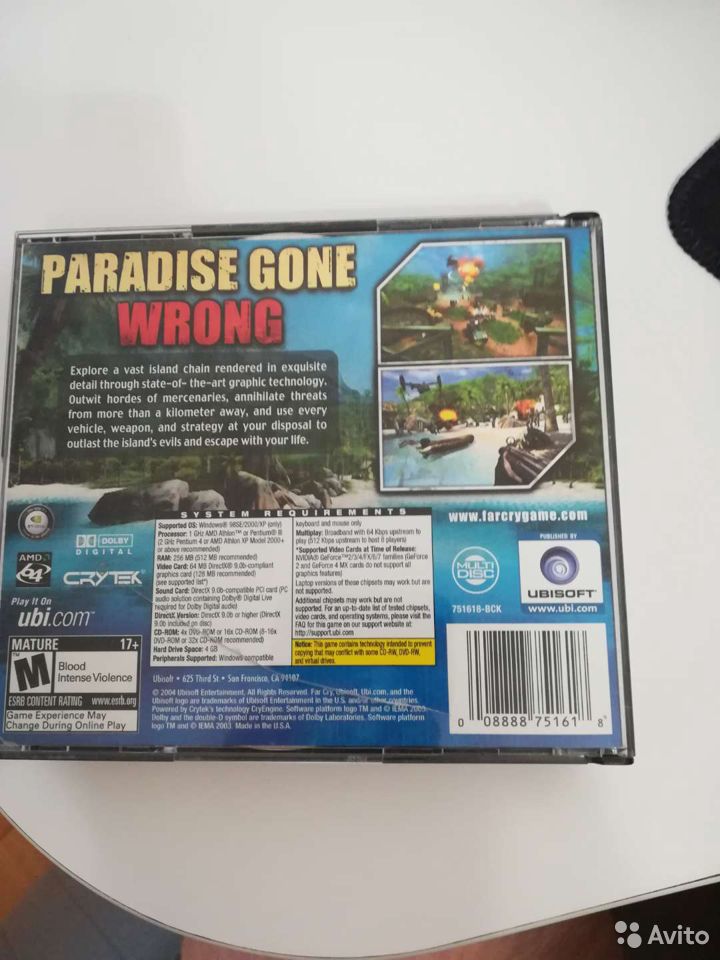 PARADISE GONE
WRONG
Explore a vast island chain rendered in exquisite
detail through state-of- the-art graphic technology.
Outwit hordes of mercenaries, annihilate threats
from more than a kilometer away, and use every
vehicle, weapon, and strategy at your disposal to
outlast the island's evils and escape with your life.
SYSTEM REQUIREMENTS
Supported OS: Windows® 98SE/2000/XP (only)
Processor: 1 GHz AMD Athlon™ or Pentium® III
(2 GHz Pentium 4 or AMD Athlon XP Model 2000+
or above recommended)
RAM: 256 MB (512 MB recommended)
Video Card: 64 MB DirectX® 9.0b-compliant
graphics card (128 MB recommended)
(see supported list*)
Sound Card: DirectX 9.0b-compatible PCI card (PC
audio solution containing Dolby® Digital Live
required for Dolby Digital audio)
DirectX Version: DirectX 9.0b or higher (DirectX
9.0b included on disc)
CD-ROM: 4x DVD-ROM or 16x CD-ROM (8-16x
DVD-ROM or 32x CD-ROM recommended)
Hard Drive Space: 4 GB
Peripherals Supported: Windows-compatible
keyboard and mouse only
Multiplay: Broadband with 64 Kbps upstream to
play (512 Kbps upstream to host 8 players)
*Supported Video Cards at Time of Release:
NVIDIA® GeForce™2/3/4/FX/6/7 families (GeForce
2 and GeForce 4 MX cards do not support all
graphics features)
Laptop versions of these chipsets may work but are
not supported.
Additional chipsets may work but are not
supported. For an up-to-date list of tested chipsets,
video cards, and operating systems, please visit the
FAQ for this game on our support website at:
http://support.ubi.com
Notice: This game contains technology intended to prevent
copying that may conflict with some CD-RW, DVD-RW,
and virtual drives.
DOLBY
DIGITAL
AMD
64
CRYTEK
Play It On
ubi.com™
MATURE 17+
M
Blood
Intense Violence
ESRB CONTENT RATING www.esrb.org
Game Experience May
Change During Online Play
www.farcrygame.com
MULTI
DISC
751618-BCK
PUBLISHED BY
UBISOFT
www.ubi.com
Ubisoft • 625 Third St • San Francisco, CA 94107
© 2004 Ubisoft Entertainment. All Rights Reserved. Far Cry, Ubisoft, Ubi.com, and the
Ubisoft logo are trademarks of Ubisoft Entertainment in the U.S. and/or other countries.
Powered by Crytek's technology CryEngine. Software platform logo TM and © IEMA 2003.
Dolby and the double-D symbol are trademarks of Dolby Laboratories. Software platform
logo TM and © IEMA 2003. Made in the U.S.A.
0 08888 75161 8
Avito